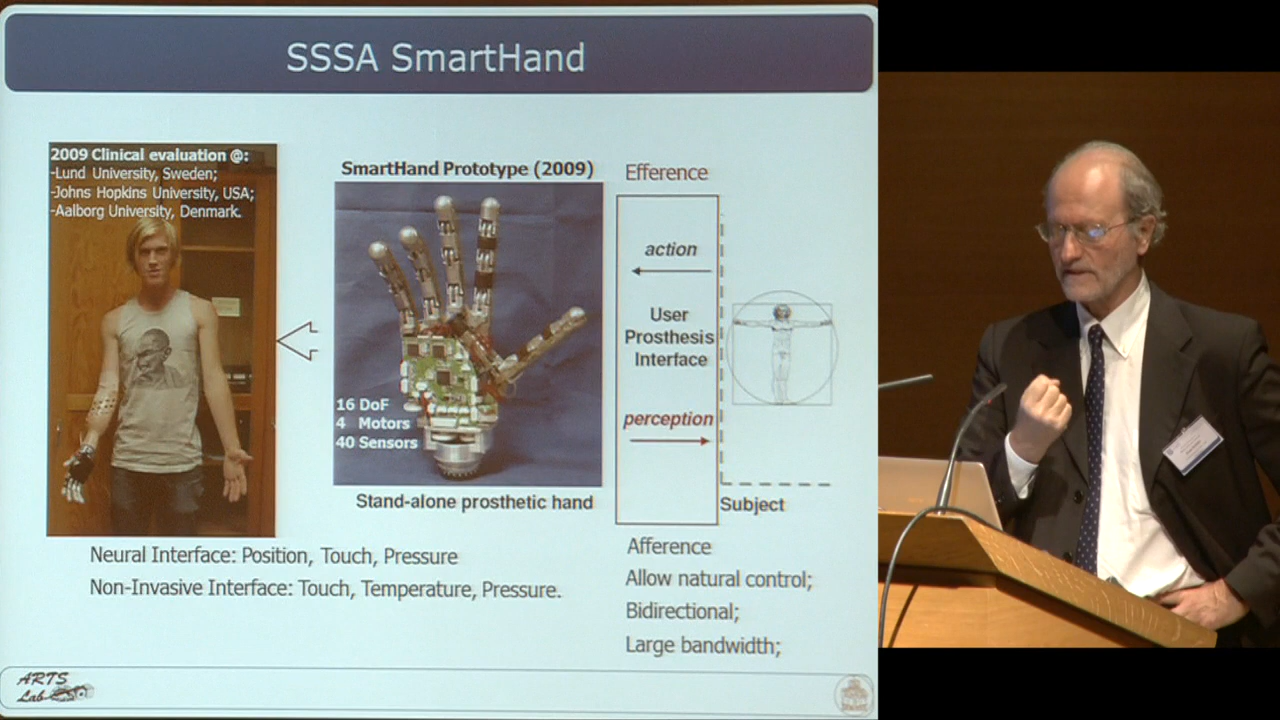 SSSA SmartHand
2009 Clinical evaluation @:
-Lund University, Sweden;
-Johns Hopkins University, USA;
-Aalborg University, Denmark.
SmartHand Prototype (2009)
16 DoF
4 Motors
40 Sensors
Stand-alone prosthetic hand
Efference
action
User
Prosthesis
Interface
perception
Subject
Neural Interface: Position, Touch, Pressure
Non-Invasive Interface: Touch, Temperature, Pressure.
Afference
Allow natural control;
Bidirectional;
Large bandwidth;
ARTS
Lab